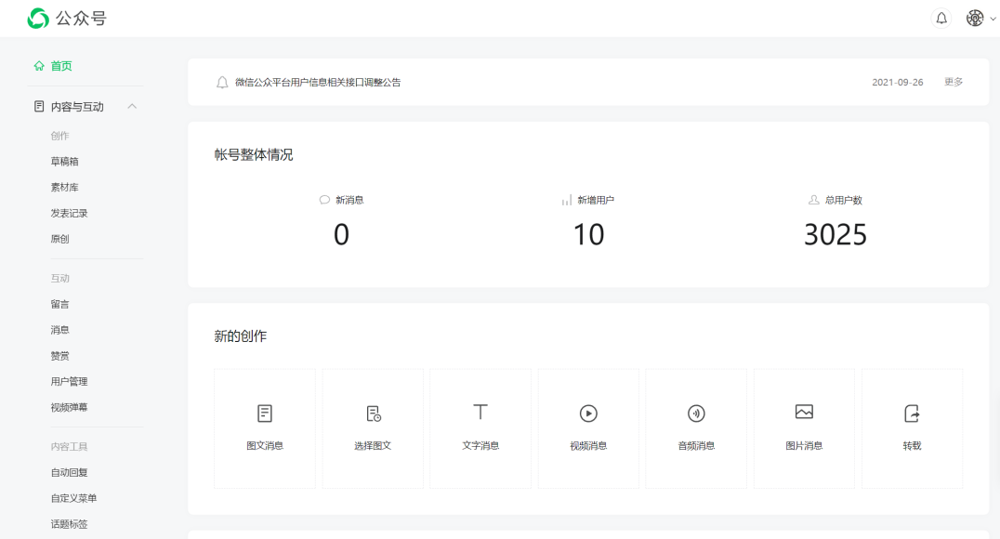 公众号
首页
内容与互动
创作
草稿箱
素材库
发表记录
原创
互动
留言
消息
赞赏
用户管理
视频弹幕
内容工具
自动回复
自定义菜单
话题标签
微信公众平台用户信息相关接口调整公告 2021-09-26 更多
帐号整体情况
新消息 新增用户 总用户数
0 10 3025
新的创作
图文消息 选择图文 文字消息 视频消息 音频消息 图片消息 转载